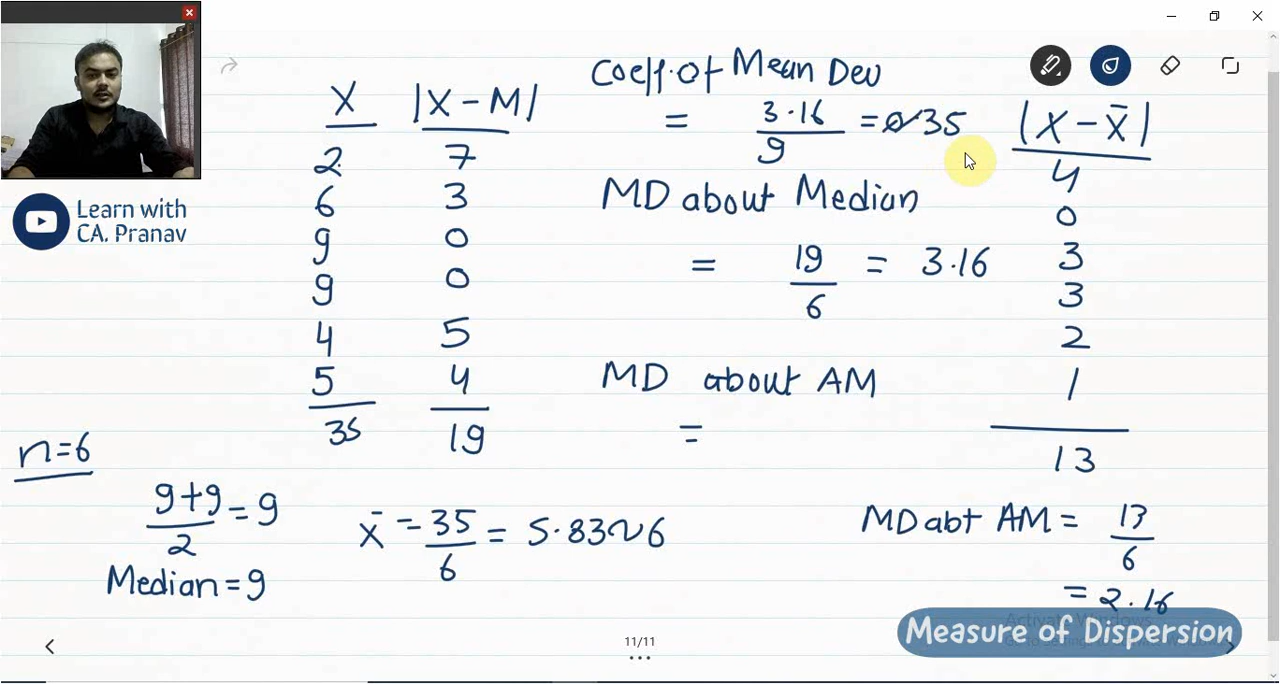 Learn with
CA. Pranav
X |X - M|
2 7
6 3
9 0
9 0
4 5
5 4
35 19
n=6
9+9/2 = 9
Median = 9
x̄ = 35/6 = 5.83 ~ 6
Coeff. of Mean Dev
= 3.16/9 = 0.35
MD about Median
= 19/6 = 3.16
MD about AM
=
|X - x̄|
4
0
3
3
2
1
13
MD abt AM = 13/6
= 2.16
Measure of Dispersion
11/11